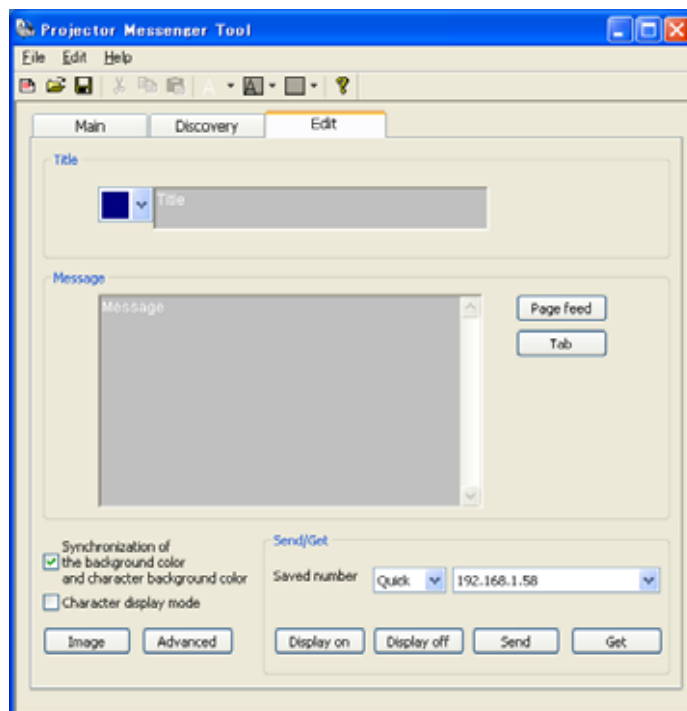 Projector Messenger Tool
File Edit Help
A A
Main Discovery Edit
Title
Title
Message
Message
Page feed
Tab
Synchronization of
the background color
and character background color
Character display mode
Image Advanced
Send/Get
Saved number Quick 192.168.1.58
Display on Display off Send Get